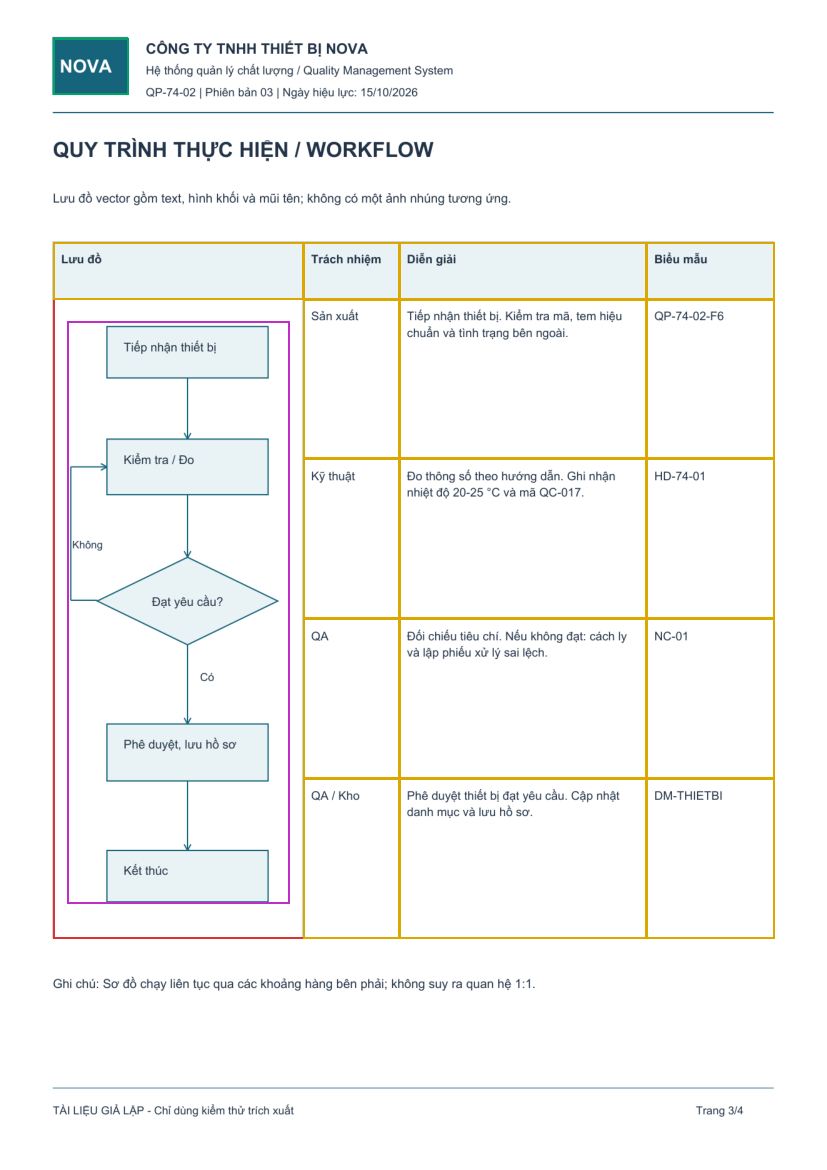 NOVA
CÔNG TY TNHH THIẾT BỊ NOVA
Hệ thống quản lý chất lượng / Quality Management System
QP-74-02 | Phiên bản 03 | Ngày hiệu lực: 15/10/2026
QUY TRÌNH THỰC HIỆN / WORKFLOW
Lưu đồ vector gồm text, hình khối và mũi tên; không có một ảnh nhúng tương ứng.
Lưu đồ
Trách nhiệm
Diễn giải
Biểu mẫu
Tiếp nhận thiết bị
Kiểm tra / Đo
Không
Đạt yêu cầu?
Có
Phê duyệt, lưu hồ sơ
Kết thúc
Sản xuất
Tiếp nhận thiết bị. Kiểm tra mã, tem hiệu
chuẩn và tình trạng bên ngoài.
QP-74-02-F6
Kỹ thuật
Đo thông số theo hướng dẫn. Ghi nhận
nhiệt độ 20-25 °C và mã QC-017.
HD-74-01
QA
Đối chiếu tiêu chí. Nếu không đạt: cách ly
và lập phiếu xử lý sai lệch.
NC-01
QA / Kho
Phê duyệt thiết bị đạt yêu cầu. Cập nhật
danh mục và lưu hồ sơ.
DM-THIETBI
Ghi chú: Sơ đồ chạy liên tục qua các khoảng hàng bên phải; không suy ra quan hệ 1:1.
TÀI LIỆU GIẢ LẬP - Chỉ dùng kiểm thử trích xuất
Trang 3/4